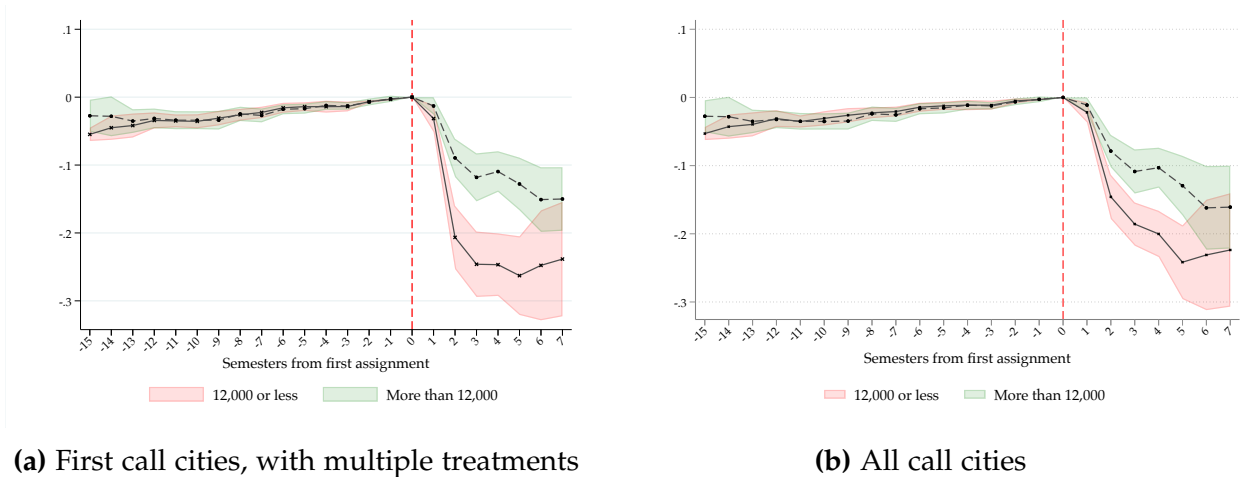 .1
0
-.1
-.2
-.3
-15 -14 -13 -12 -11 -10 -9 -8 -7 -6 -5 -4 -3 -2 -1 0 1 2 3 4 5 6 7
Semesters from first assignment
12,000 or less More than 12,000
(a) First call cities, with multiple treatments
.1
0
-.1
-.2
-.3
-15 -14 -13 -12 -11 -10 -9 -8 -7 -6 -5 -4 -3 -2 -1 0 1 2 3 4 5 6 7
Semesters from first assignment
12,000 or less More than 12,000
(b) All call cities